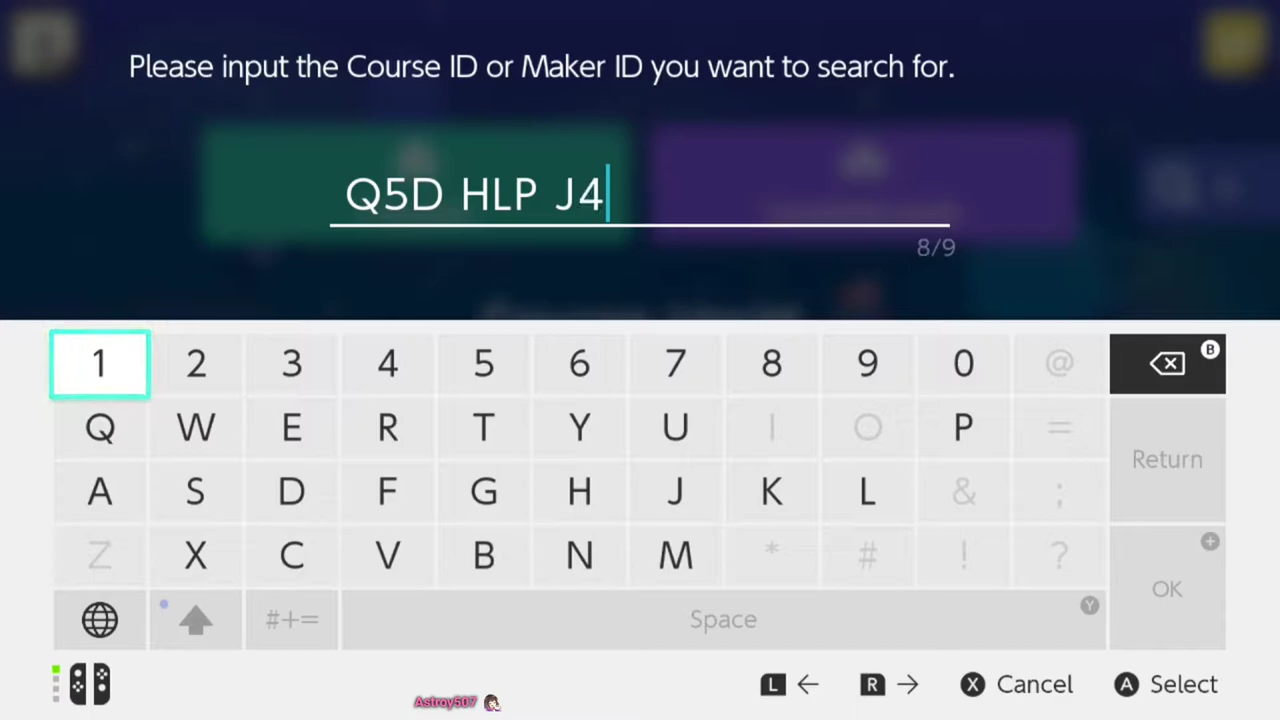 Please input the Course ID or Maker ID you want to search for.
Q5D HLP J4
8/9
1 2 3 4 5 6 7 8 9 0 @ B
Q W E R T Y U I O P =
Return
A S D F G H J K L & ;
Z X C V B N M * # ! ?
OK
#+= Space Y
L ← R → X Cancel A Select
Astroy507